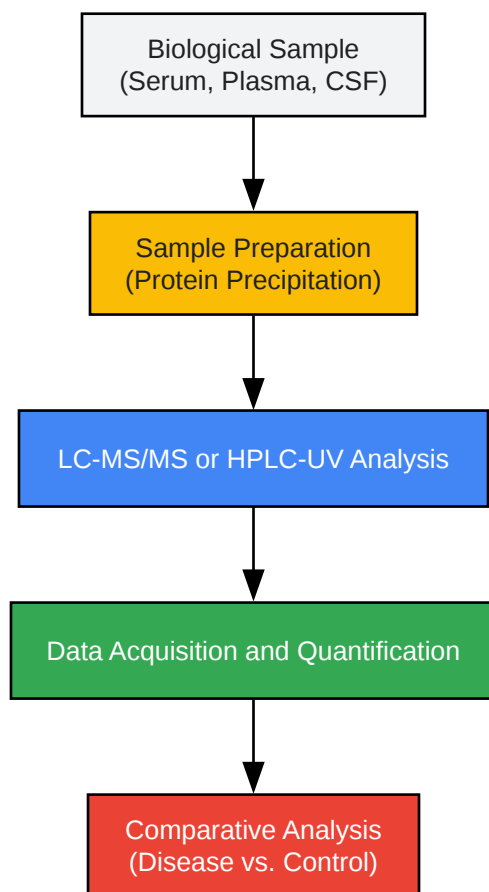 Biological Sample
(Serum, Plasma, CSF)
Sample Preparation
(Protein Precipitation)
LC-MS/MS or HPLC-UV Analysis
Data Acquisition and Quantification
Comparative Analysis
(Disease vs. Control)